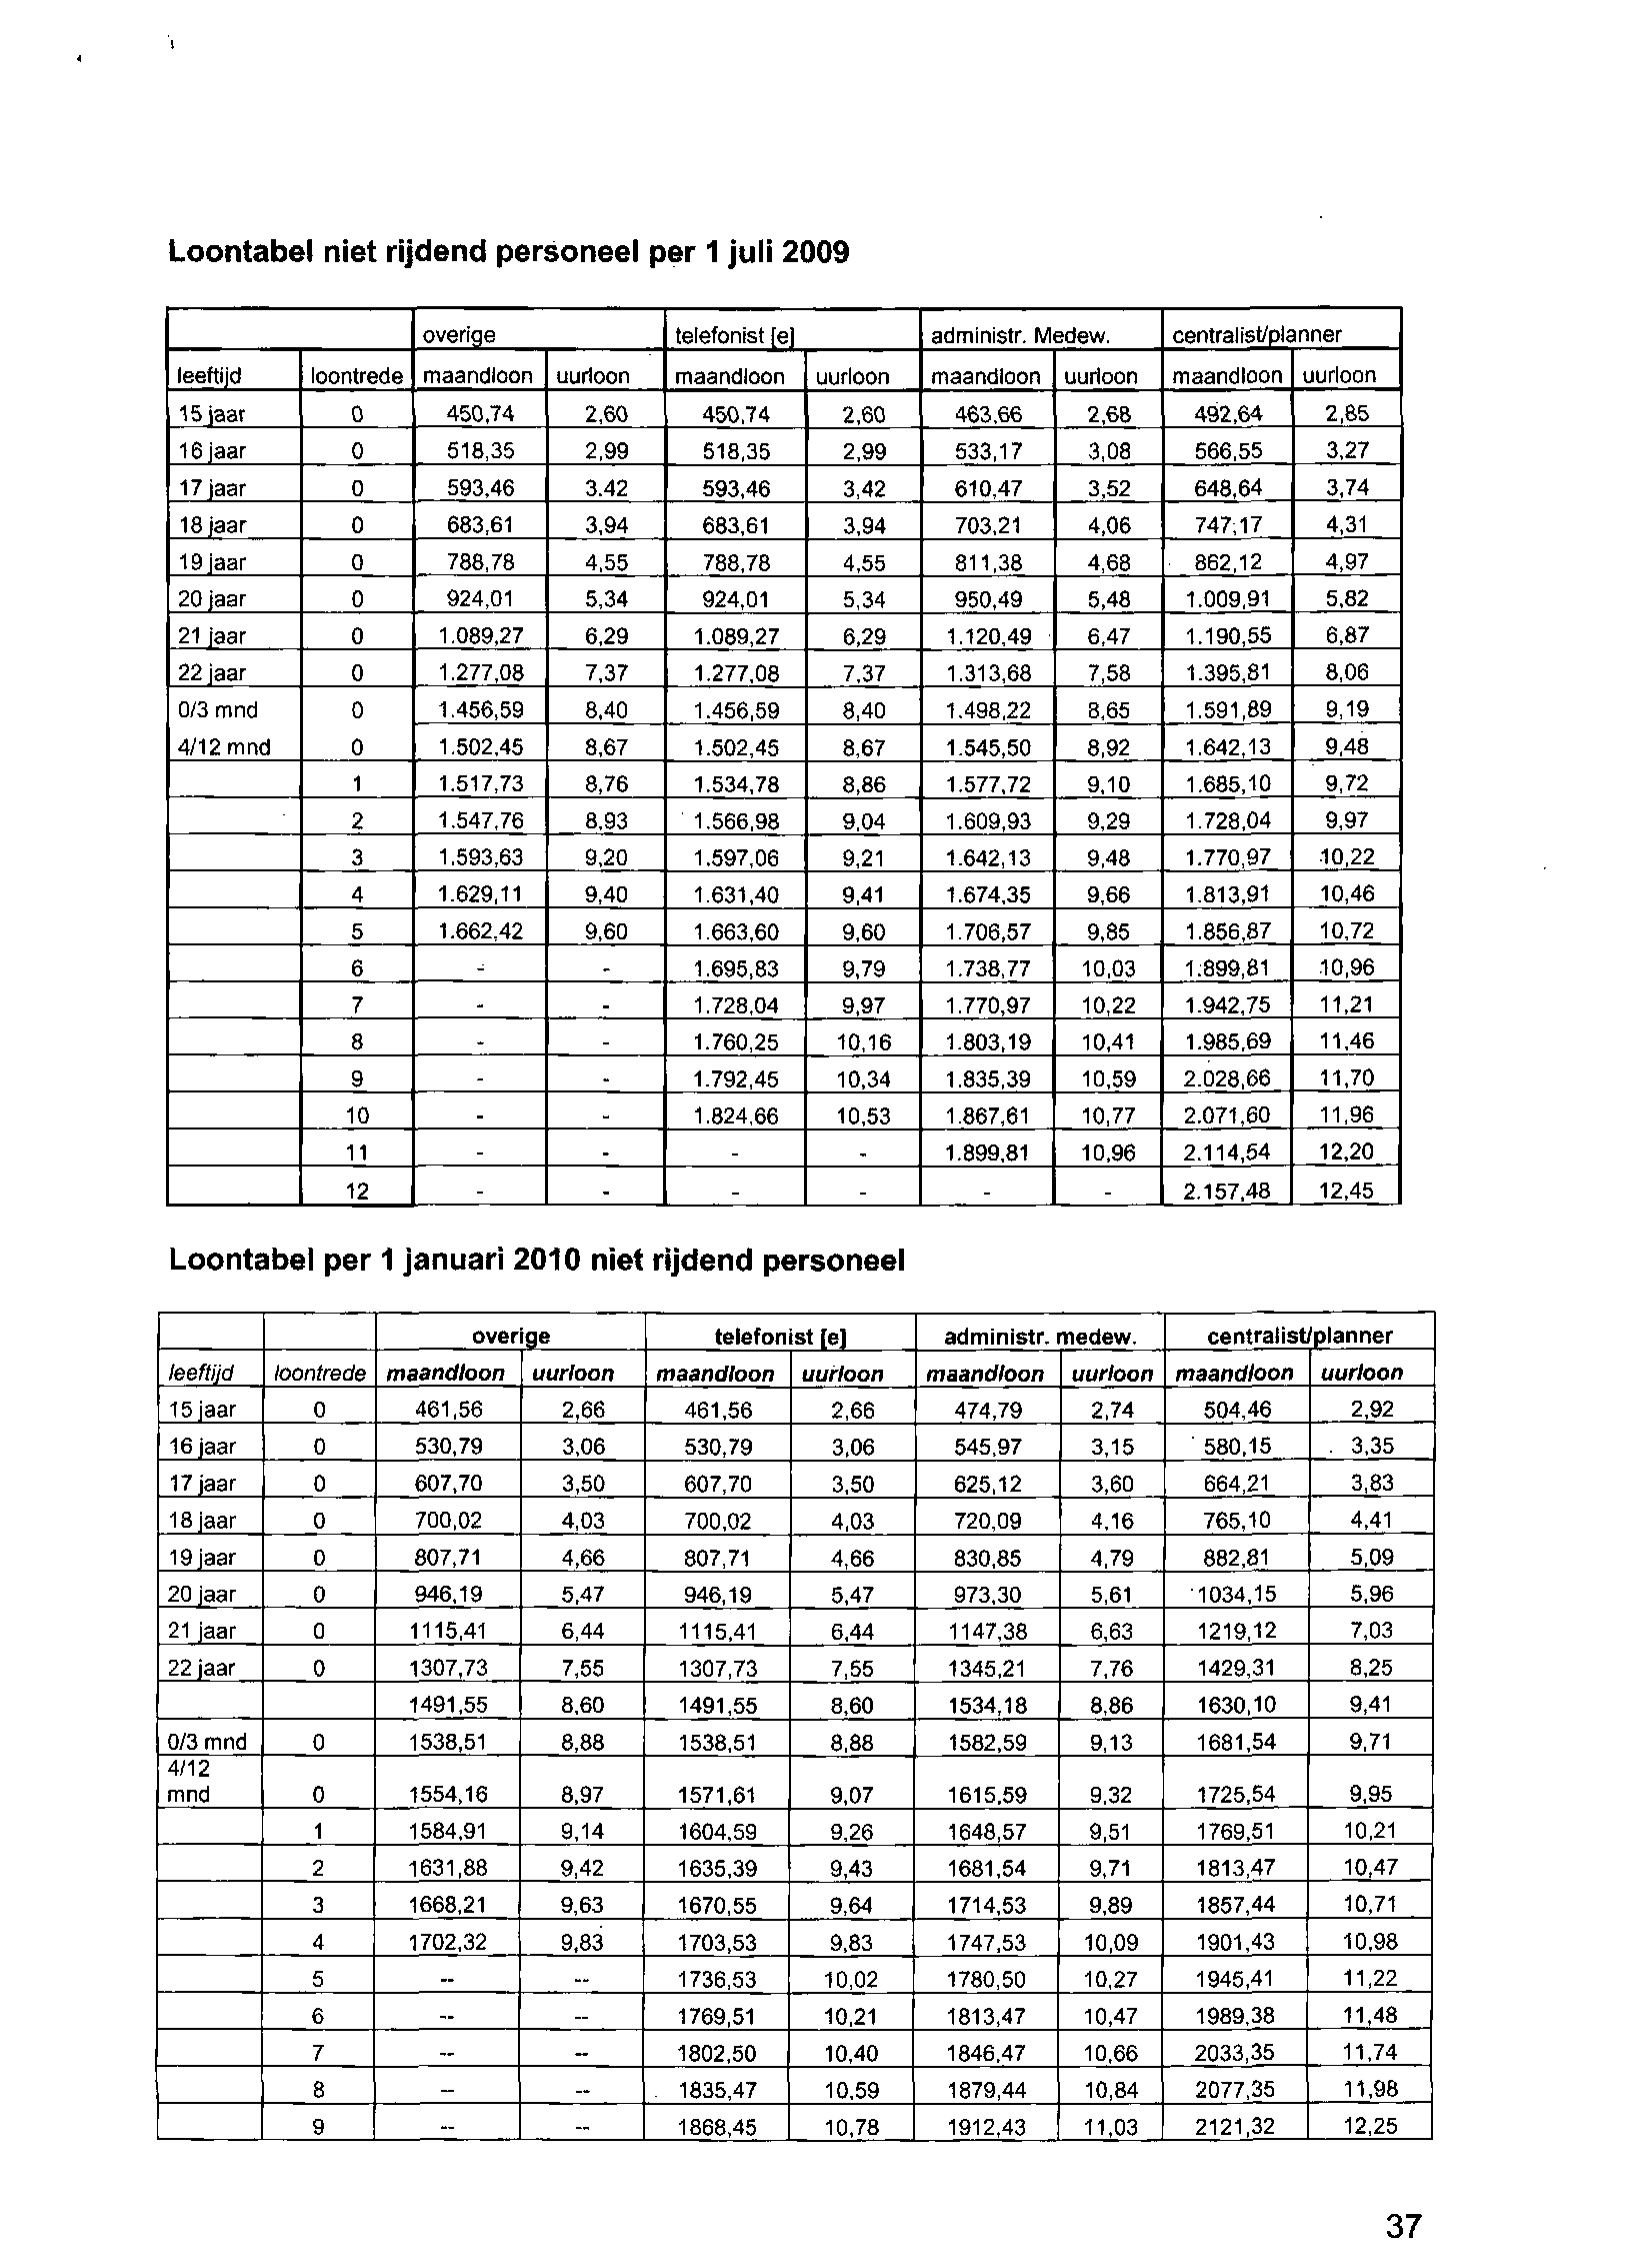 Loontabel niet rijdend personeel per 1 juli 2009
overige telefonist [e] administr. Medew. centralist/planner
leeftijd loontrede maandloon uurloon maandloon uurloon maandloon uurloon maandloon uurloon
15 jaar 0 450,74 2,60 450,74 2,60 463,66 2,68 492,64 2,85
16 jaar 0 518,35 2,99 518,35 2,99 533,17 3,08 566,55 3,27
17 jaar 0 593,46 3.42 593,46 3,42 610,47 3,52 648,64 3,74
18 jaar 0 683,61 3,94 683,61 3,94 703,21 4,06 747,17 4,31
19 jaar 0 788,78 4,55 788,78 4,55 811,38 4,68 862,12 4,97
20 jaar 0 924,01 5,34 924,01 5,34 950,49 5,48 1.009,91 5,82
21 jaar 0 1.089,27 6,29 1.089,27 6,29 1.120,49 6,47 1.190,55 6,87
22 jaar 0 1.277,08 7,37 1.277,08 7,37 1.313,68 7,58 1.395,81 8,06
0/3 mnd 0 1.456,59 8,40 1.456,59 8,40 1.498,22 8,65 1.591,89 9,19
4/12 mnd 0 1.502,45 8,67 1.502,45 8,67 1.545,50 8,92 1.642,13 9,48
1 1.517,73 8,76 1.534,78 8,86 1.577,72 9,10 1.685,10 9,72
2 1.547,76 8,93 1.566,98 9,04 1.609,93 9,29 1.728,04 9,97
3 1.593,63 9,20 1.597,06 9,21 1.642,13 9,48 1.770,97 10,22
4 1.629,11 9,40 1.631,40 9,41 1.674,35 9,66 1.813,91 10,46
5 1.662,42 9,60 1.663,60 9,60 1.706,57 9,85 1.856,87 10,72
6 - - 1.695,83 9,79 1.738,77 10,03 1.899,81 10,96
7 - - 1.728,04 9,97 1.770,97 10,22 1.942,75 11,21
8 - - 1.760,25 10,16 1.803,19 10,41 1.985,69 11,46
9 - - 1.792,45 10,34 1.835,39 10,59 2.028,66 11,70
10 - - 1.824,66 10,53 1.867,61 10,77 2.071,60 11,96
11 - - - - 1.899,81 10,96 2.114,54 12,20
12 - - - - - - 2.157,48 12,45
Loontabel per 1 januari 2010 niet rijdend personeel
overige telefonist [e] administr. medew. centralist/planner
leeftijd loontrede maandloon uurloon maandloon uurloon maandloon uurloon maandloon uurloon
15 jaar 0 461,56 2,66 461,56 2,66 474,79 2,74 504,46 2,92
16 jaar 0 530,79 3,06 530,79 3,06 545,97 3,15 580,15 3,35
17 jaar 0 607,70 3,50 607,70 3,50 625,12 3,60 664,21 3,83
18 jaar 0 700,02 4,03 700,02 4,03 720,09 4,16 765,10 4,41
19 jaar 0 807,71 4,66 807,71 4,66 830,85 4,79 882,81 5,09
20 jaar 0 946,19 5,47 946,19 5,47 973,30 5,61 1034,15 5,96
21 jaar 0 1115,41 6,44 1115,41 6,44 1147,38 6,63 1219,12 7,03
22 jaar 0 1307,73 7,55 1307,73 7,55 1345,21 7,76 1429,31 8,25
1491,55 8,60 1491,55 8,60 1534,18 8,86 1630,10 9,41
0/3 mnd 0 1538,51 8,88 1538,51 8,88 1582,59 9,13 1681,54 9,71
4/12
mnd 0 1554,16 8,97 1571,61 9,07 1615,59 9,32 1725,54 9,95
1 1584,91 9,14 1604,59 9,26 1648,57 9,51 1769,51 10,21
2 1631,88 9,42 1635,39 9,43 1681,54 9,71 1813,47 10,47
3 1668,21 9,63 1670,55 9,64 1714,53 9,89 1857,44 10,71
4 1702,32 9,83 1703,53 9,83 1747,53 10,09 1901,43 10,98
5 -- -- 1736,53 10,02 1780,50 10,27 1945,41 11,22
6 -- -- 1769,51 10,21 1813,47 10,47 1989,38 11,48
7 -- -- 1802,50 10,40 1846,47 10,66 2033,35 11,74
8 -- -- 1835,47 10,59 1879,44 10,84 2077,35 11,98
9 -- -- 1868,45 10,78 1912,43 11,03 2121,32 12,25
37